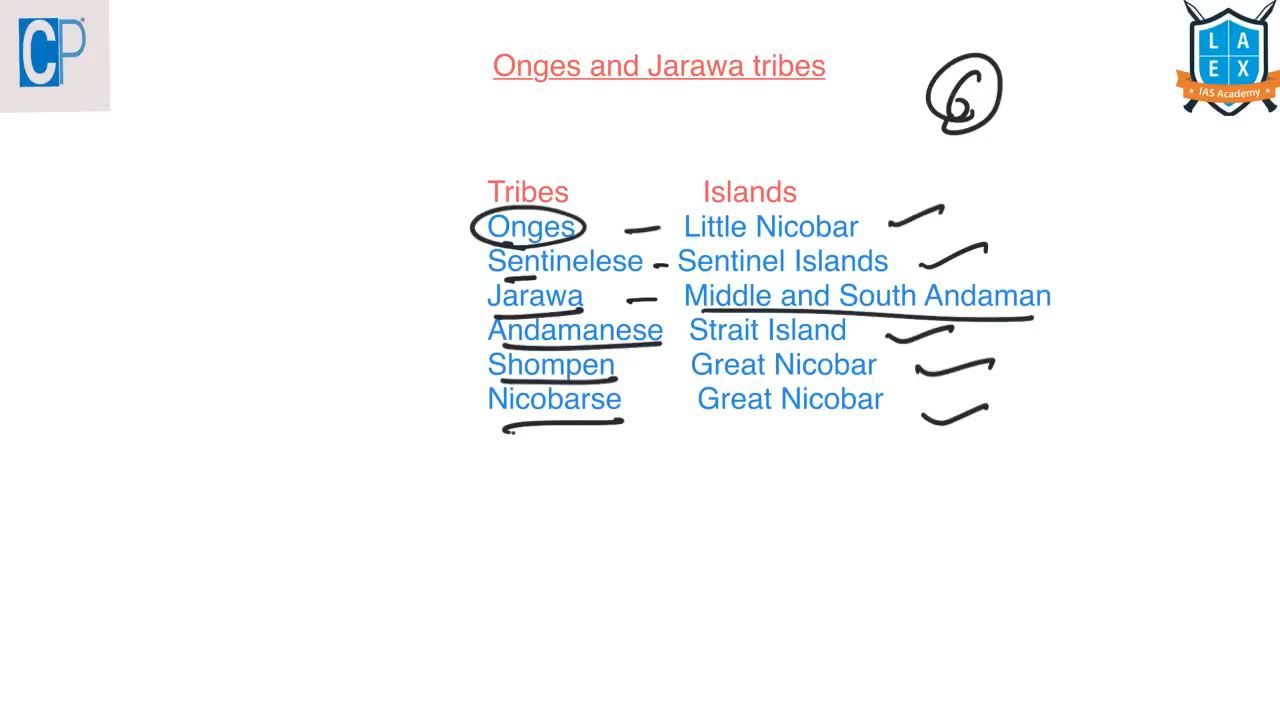 CP
Onges and Jarawa tribes
6
L A
E X
IAS Academy
Tribes Islands
Onges – Little Nicobar
Sentinelese - Sentinel Islands
Jarawa – Middle and South Andaman
Andamanese Strait Island
Shompen Great Nicobar
Nicobarse Great Nicobar